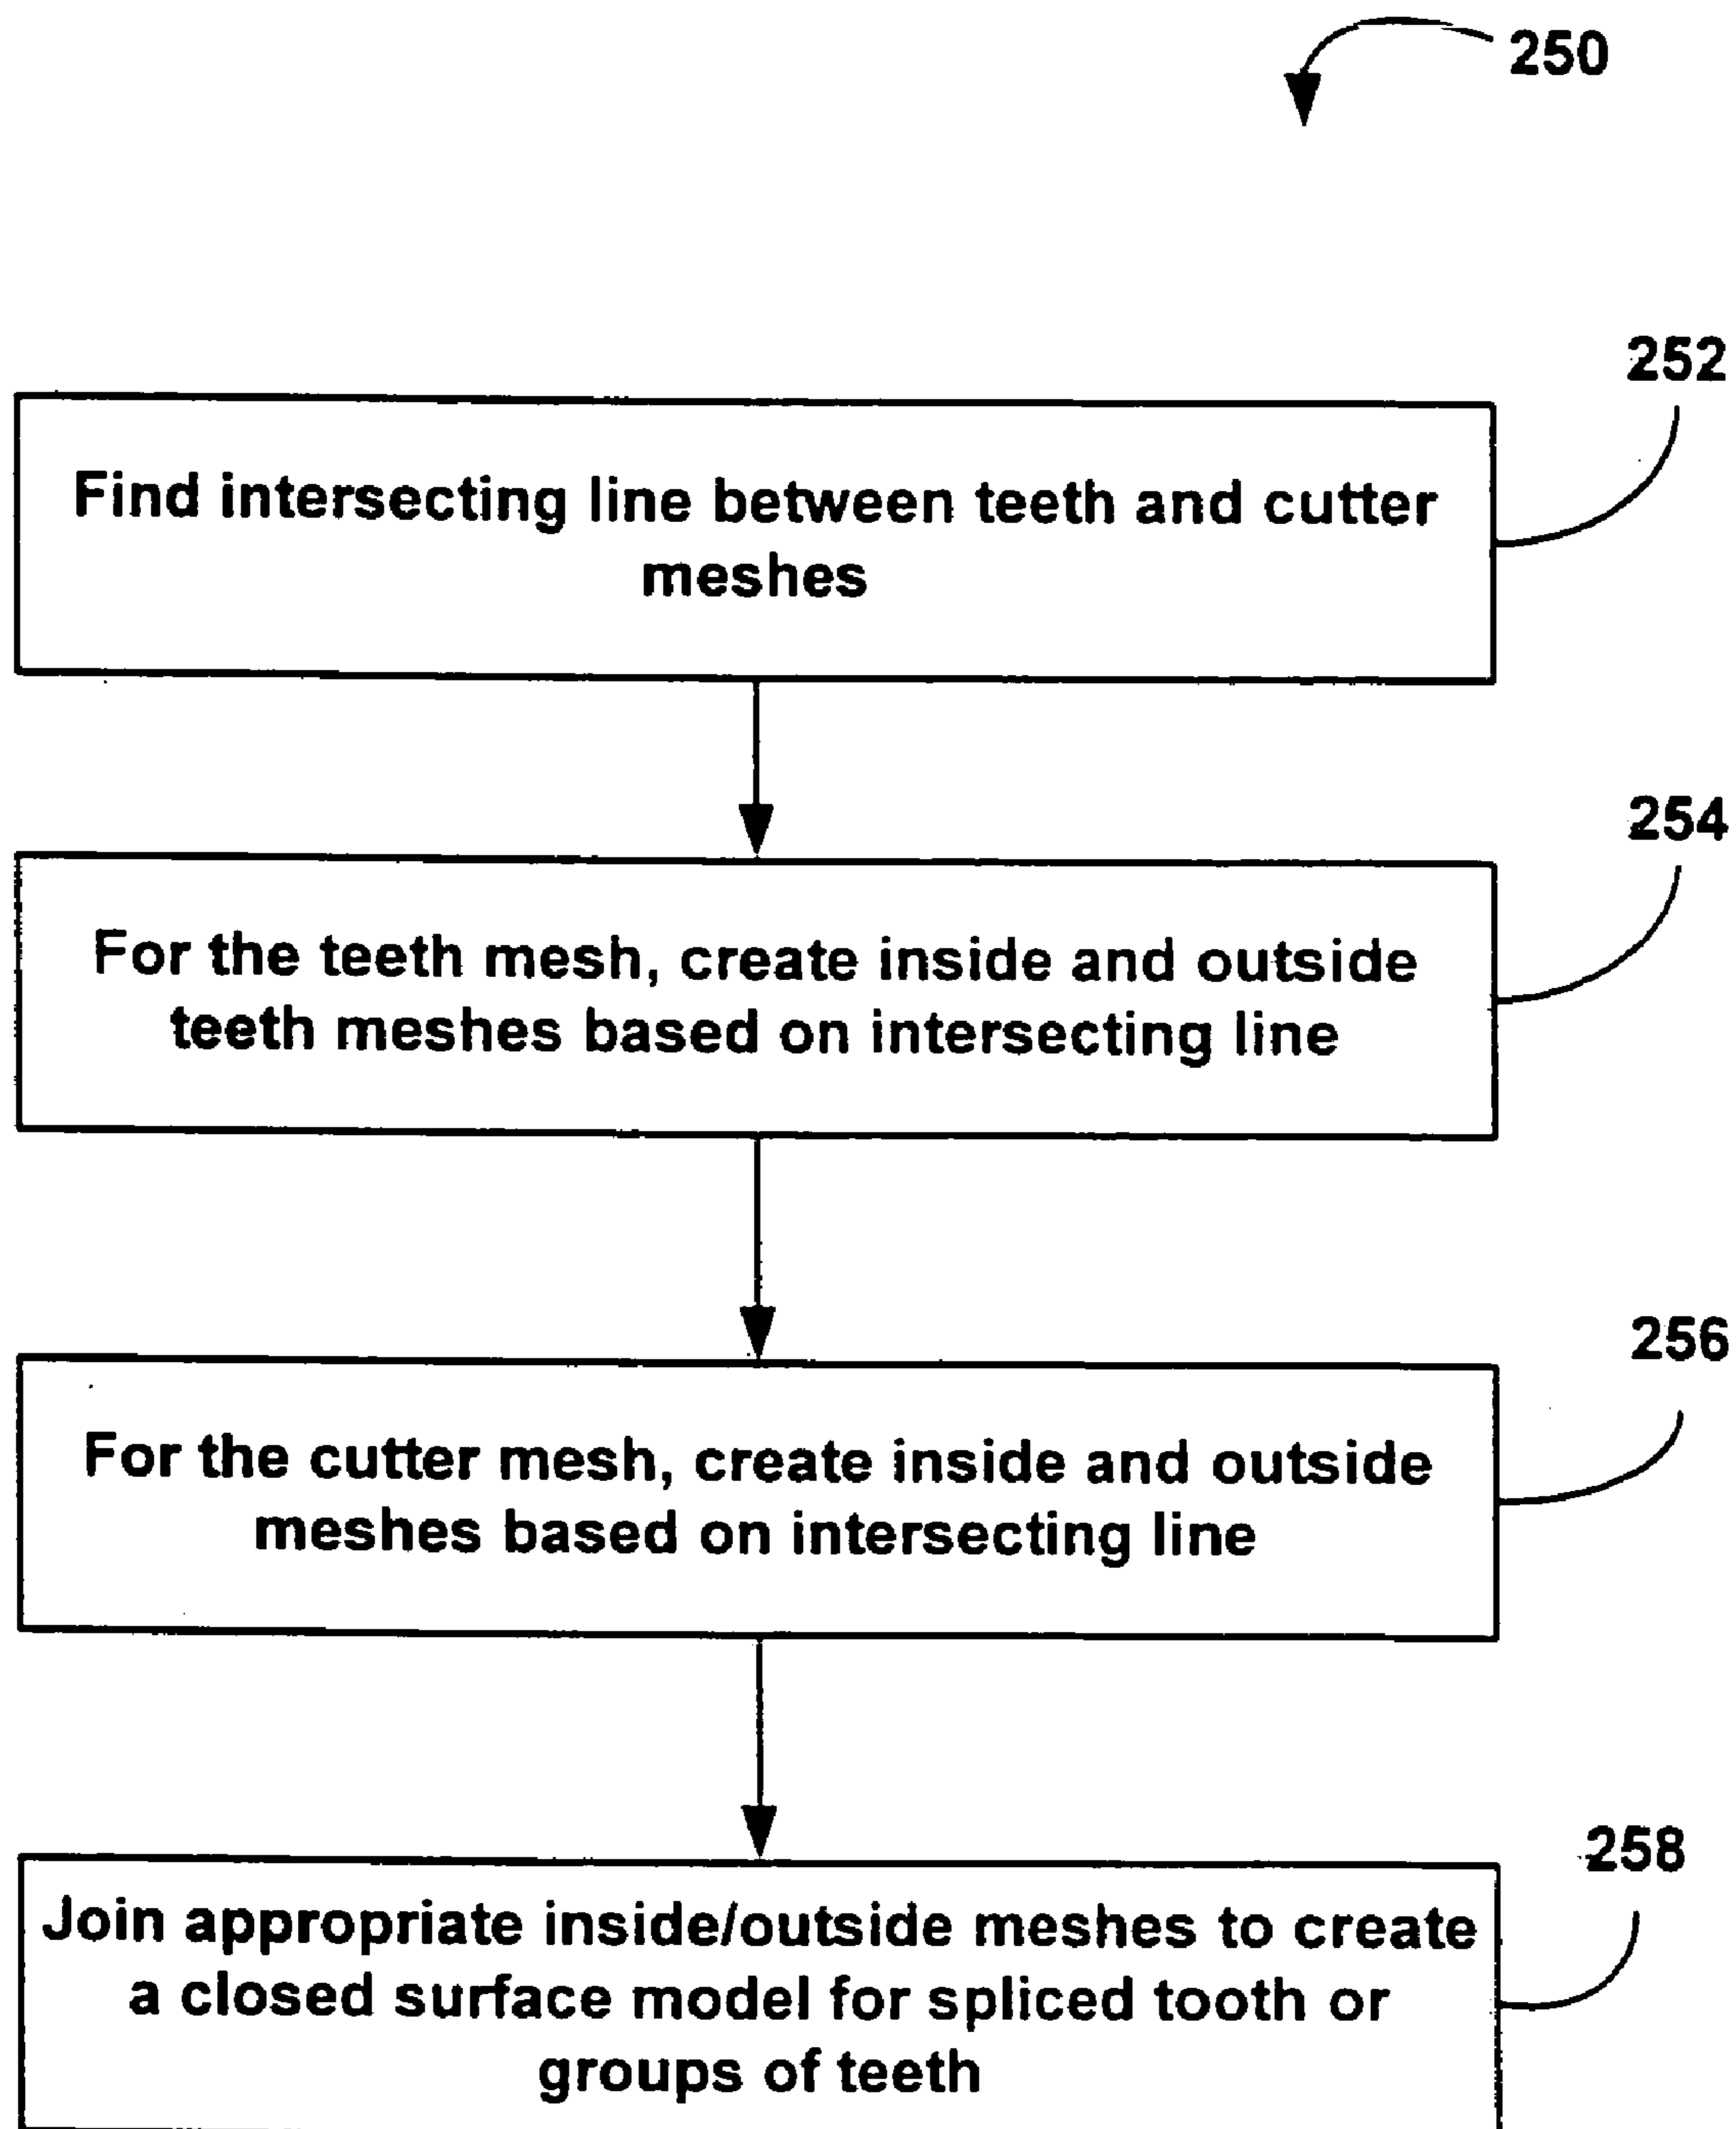 250
252
Find intersecting line between teeth and cutter
meshes
254
For the teeth mesh, create inside and outside
teeth meshes based on intersecting line
256
For the cutter mesh, create inside and outside
meshes based on intersecting line
258
Join appropriate inside/outside meshes to create
a closed surface model for spliced tooth or
groups of teeth